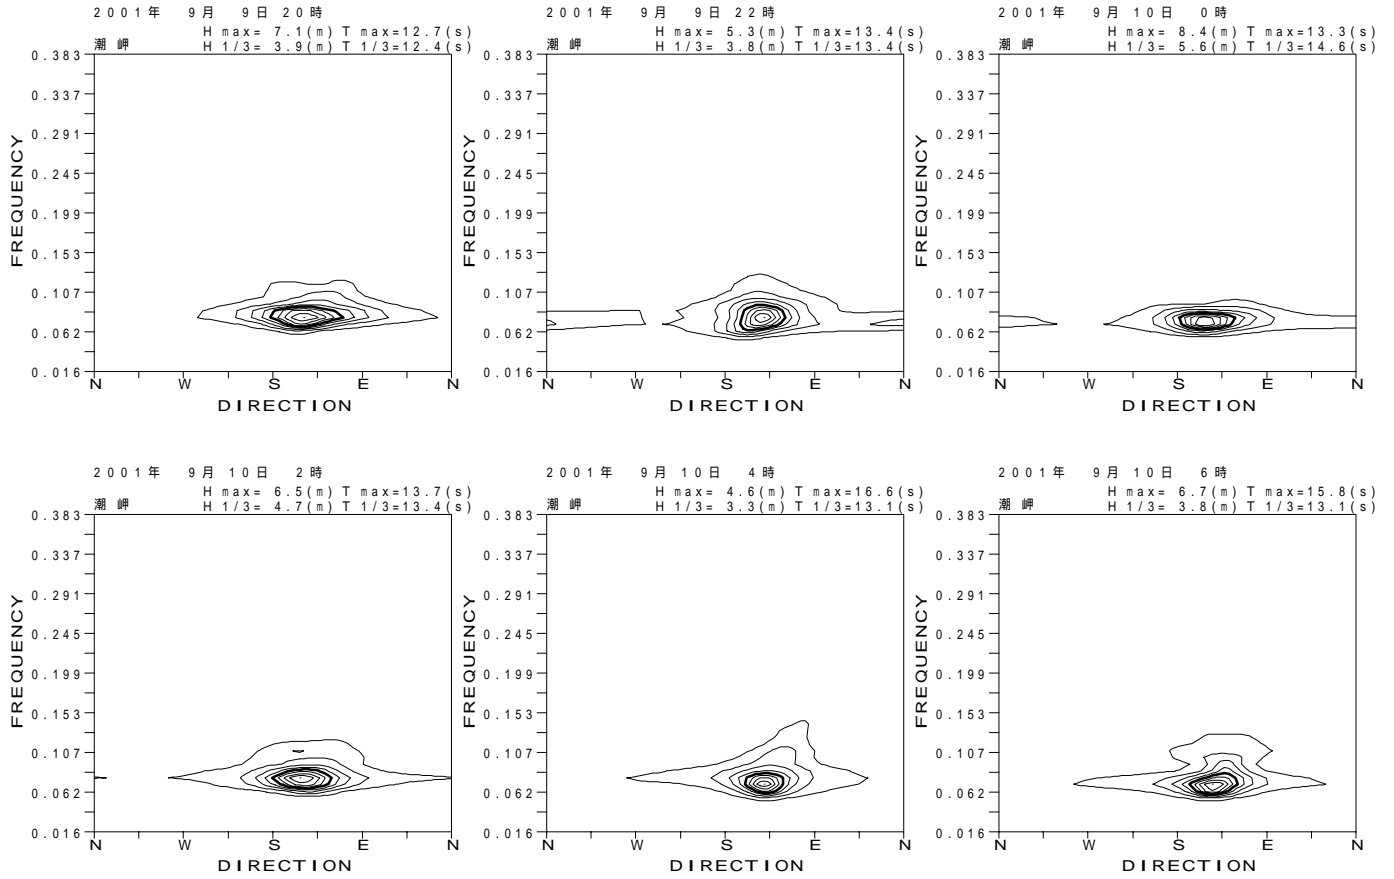 2001年 9月 9日 20時
H max= 7.1(m) T max=12.7(s)
潮岬 H 1/3= 3.9(m) T 1/3=12.4(s)
0.383
0.337
0.291
0.245
0.199
0.153
0.107
0.062
0.016
FREQUENCY
N W S E N
DIRECTION
2001年 9月 9日 22時
H max= 5.3(m) T max=13.4(s)
潮岬 H 1/3= 3.8(m) T 1/3=13.4(s)
0.383
0.337
0.291
0.245
0.199
0.153
0.107
0.062
0.016
FREQUENCY
N W S E N
DIRECTION
2001年 9月 10日 0時
H max= 8.4(m) T max=13.3(s)
潮岬 H 1/3= 5.6(m) T 1/3=14.6(s)
0.383
0.337
0.291
0.245
0.199
0.153
0.107
0.062
0.016
FREQUENCY
N W S E N
DIRECTION
2001年 9月 10日 2時
H max= 6.5(m) T max=13.7(s)
潮岬 H 1/3= 4.7(m) T 1/3=13.4(s)
0.383
0.337
0.291
0.245
0.199
0.153
0.107
0.062
0.016
FREQUENCY
N W S E N
DIRECTION
2001年 9月 10日 4時
H max= 4.6(m) T max=16.6(s)
潮岬 H 1/3= 3.3(m) T 1/3=13.1(s)
0.383
0.337
0.291
0.245
0.199
0.153
0.107
0.062
0.016
FREQUENCY
N W S E N
DIRECTION
2001年 9月 10日 6時
H max= 6.7(m) T max=15.8(s)
潮岬 H 1/3= 3.8(m) T 1/3=13.1(s)
0.383
0.337
0.291
0.245
0.199
0.153
0.107
0.062
0.016
FREQUENCY
N W S E N
DIRECTION